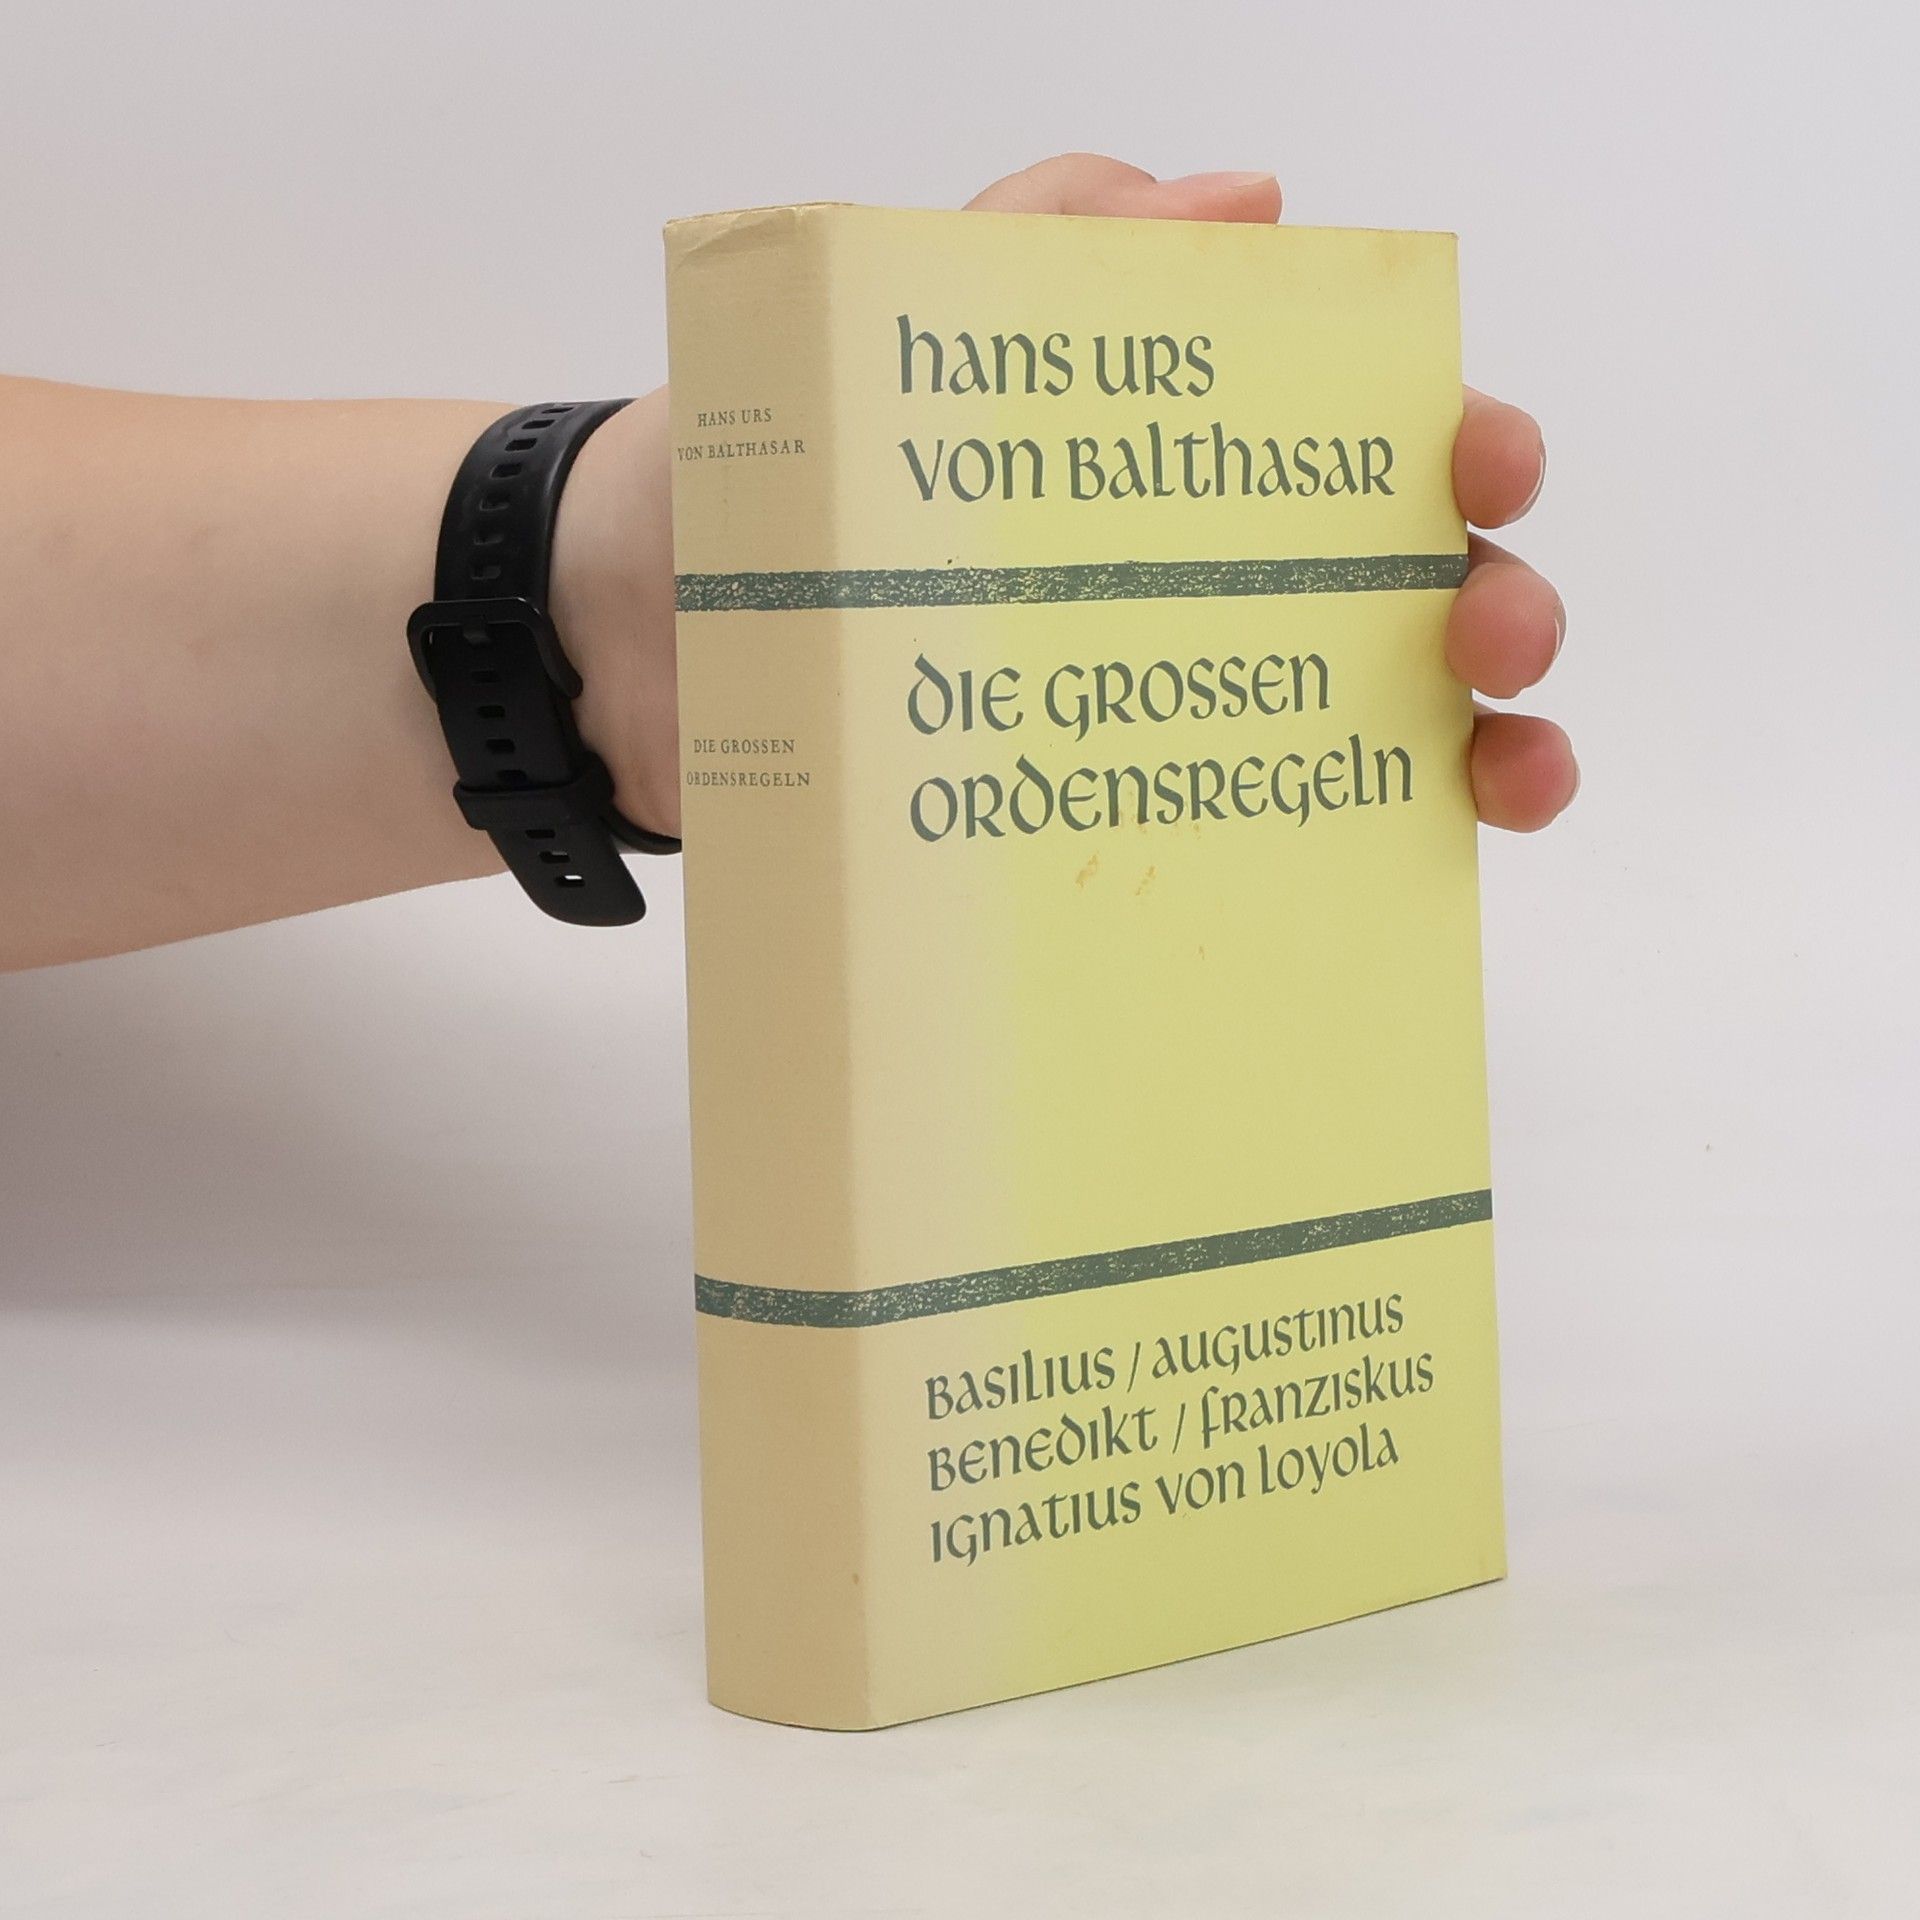 HANS URS
VON BALTHASAR
DIE GROSSEN
ORDENSREGELN
hans urs
von Balthasar
die grossen
ordensregeln
Basilius / augustinus
Benedikt / franziskus
ignatius von loyola